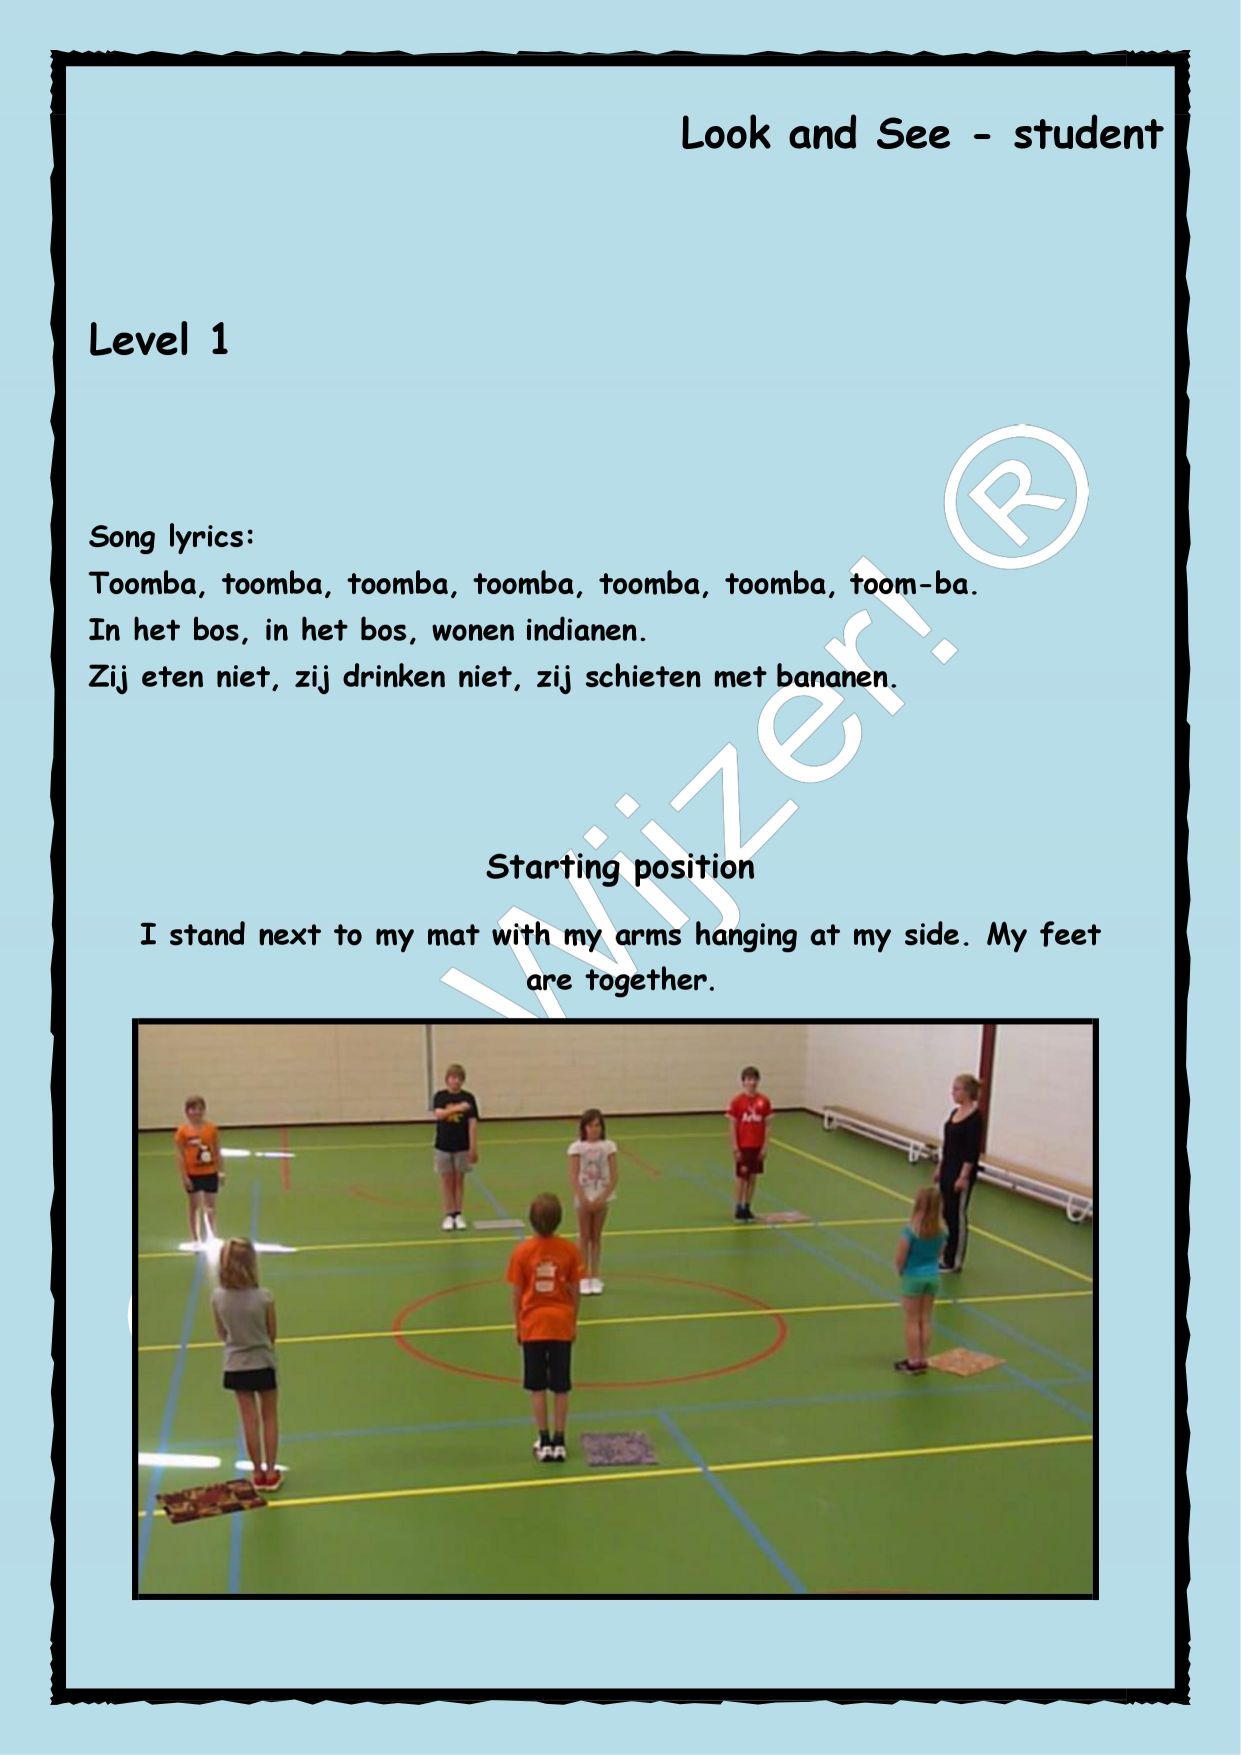 Look and See - student
Level 1
Song lyrics:
Toomba, toomba, toomba, toomba, toomba, toomba, toom-ba.
In het bos, in het bos, wonen indianen.
Zij eten niet, zij drinken niet, zij schieten met bananen.
wijzer! ®
Starting position
I stand next to my mat with my arms hanging at my side. My feet
are together.